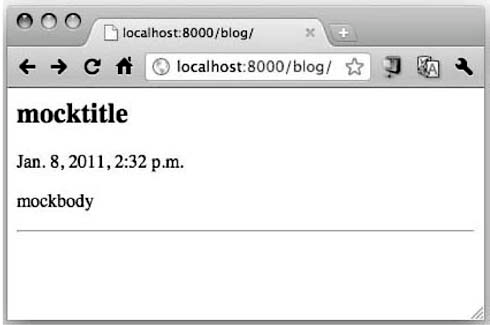 localhost:8000/blog/
localhost:8000/blog/
mocktitle
Jan. 8, 2011, 2:32 p.m.
mockbody